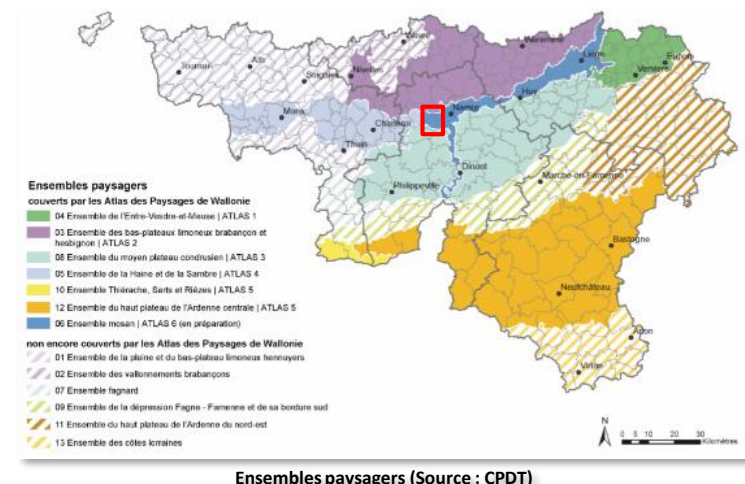 Tournai
Ath
Soignies
Nivelles
Wavre
Waremme
Liège
Eupen
Verviers
Mons
Charleroi
Namur
Huy
Thuin
Dinant
Philippeville
Marche-en-Famenne
Bastogne
Neufchâteau
Arlon
Virton
Ensembles paysagers
couverts par les Atlas des Paysages de Wallonie
04 Ensemble de l'Entre-Vesdre-et-Meuse | ATLAS 1
03 Ensemble des bas-plateaux limoneux brabançon et
hesbignon | ATLAS 2
08 Ensemble du moyen plateau condrusien | ATLAS 3
05 Ensemble de la Haine et de la Sambre | ATLAS 4
10 Ensemble Thiérache, Sarts et Rièzes | ATLAS 5
12 Ensemble du haut plateau de l'Ardenne centrale | ATLAS 5
06 Ensemble mosan | ATLAS 6 (en préparation)
non encore couverts par les Atlas des Paysages de Wallonie
01 Ensemble de la plaine et du bas-plateau limoneux hennuyers
02 Ensemble des vallonnements brabançons
07 Ensemble fagnard
09 Ensemble de la dépression Fagne - Famenne et de sa bordure sud
11 Ensemble du haut plateau de l'Ardenne du nord-est
13 Ensemble des côtes lorraines
N
0 5 10 20 30
Kilomètres
Ensembles paysagers (Source : CPDT)